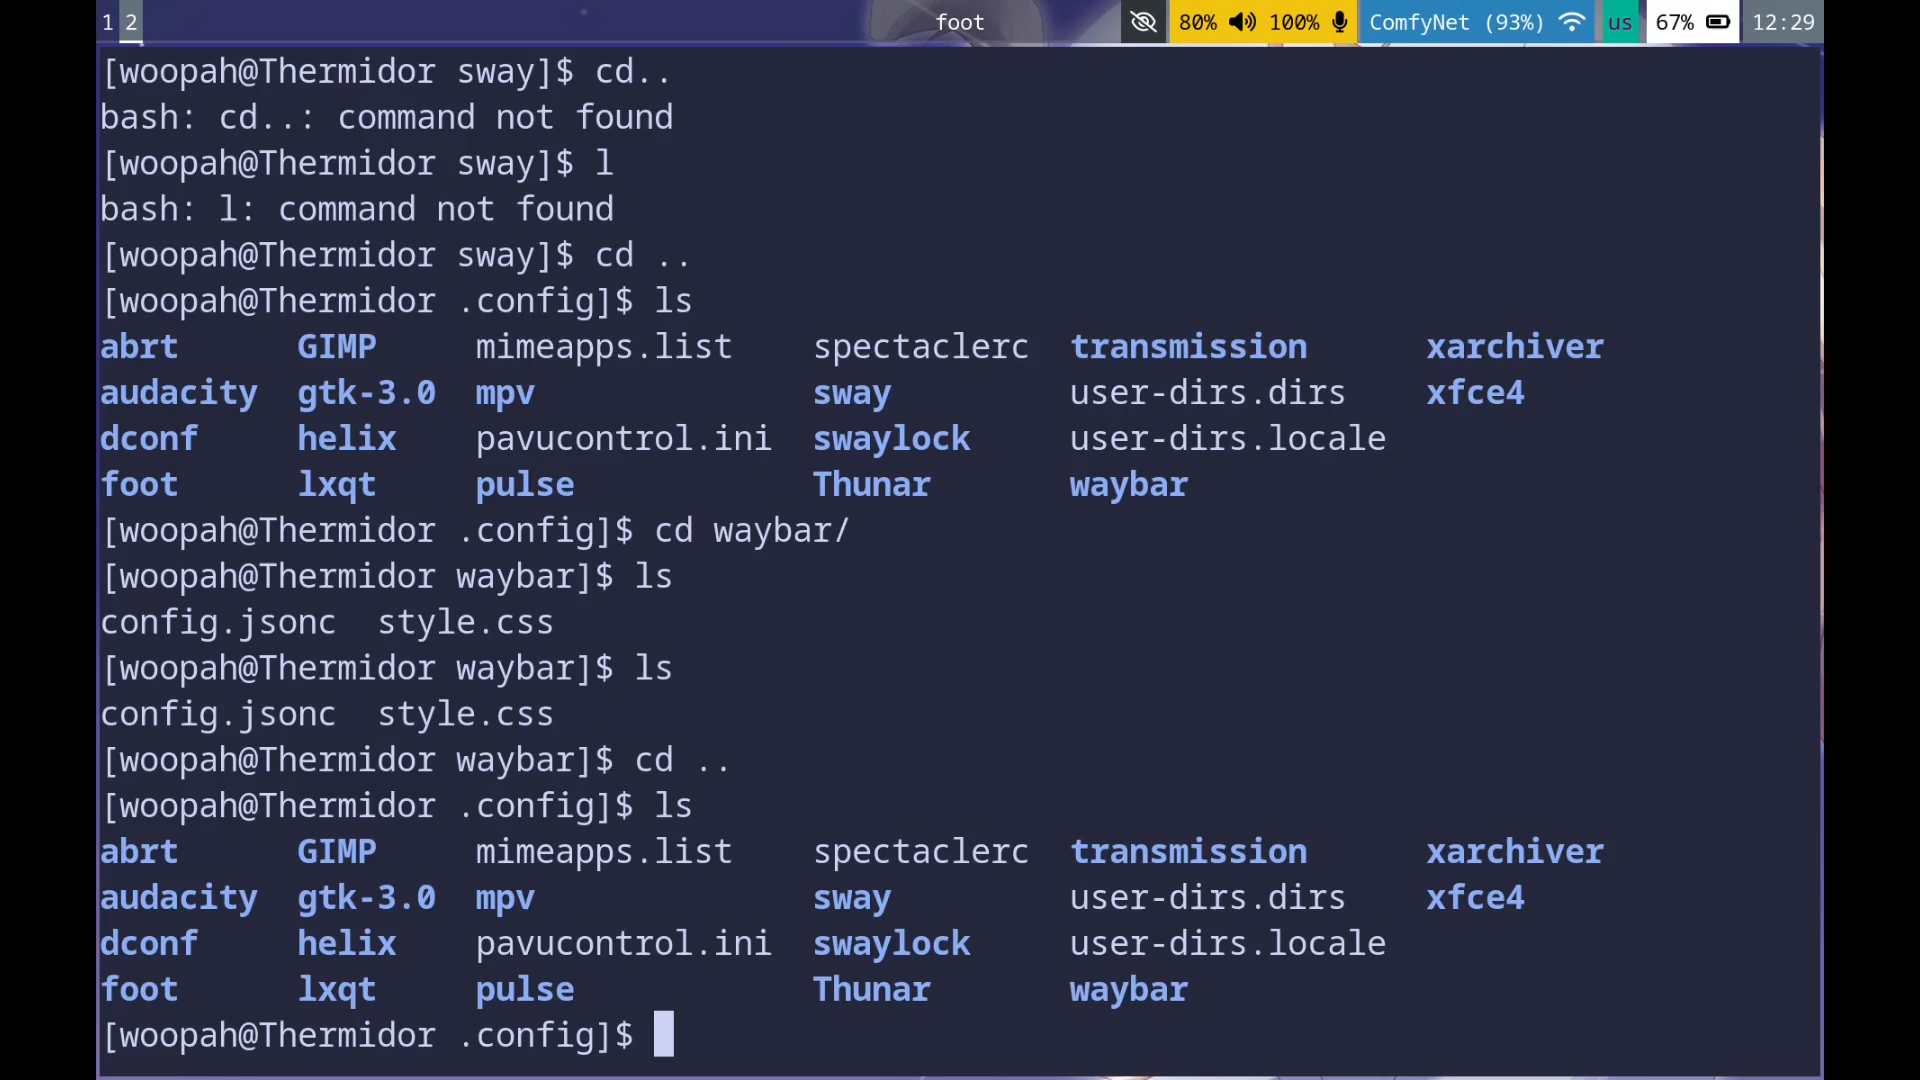 1 2 foot 80% 100% ComfyNet (93%) us 67% 12:29
[woopah@Thermidor sway]$ cd..
bash: cd..: command not found
[woopah@Thermidor sway]$ l
bash: l: command not found
[woopah@Thermidor sway]$ cd ..
[woopah@Thermidor .config]$ ls
abrt GIMP mimeapps.list spectaclerc transmission xarchiver
audacity gtk-3.0 mpv sway user-dirs.dirs xfce4
dconf helix pavucontrol.ini swaylock user-dirs.locale
foot lxqt pulse Thunar waybar
[woopah@Thermidor .config]$ cd waybar/
[woopah@Thermidor waybar]$ ls
config.jsonc style.css
[woopah@Thermidor waybar]$ ls
config.jsonc style.css
[woopah@Thermidor waybar]$ cd ..
[woopah@Thermidor .config]$ ls
abrt GIMP mimeapps.list spectaclerc transmission xarchiver
audacity gtk-3.0 mpv sway user-dirs.dirs xfce4
dconf helix pavucontrol.ini swaylock user-dirs.locale
foot lxqt pulse Thunar waybar
[woopah@Thermidor .config]$